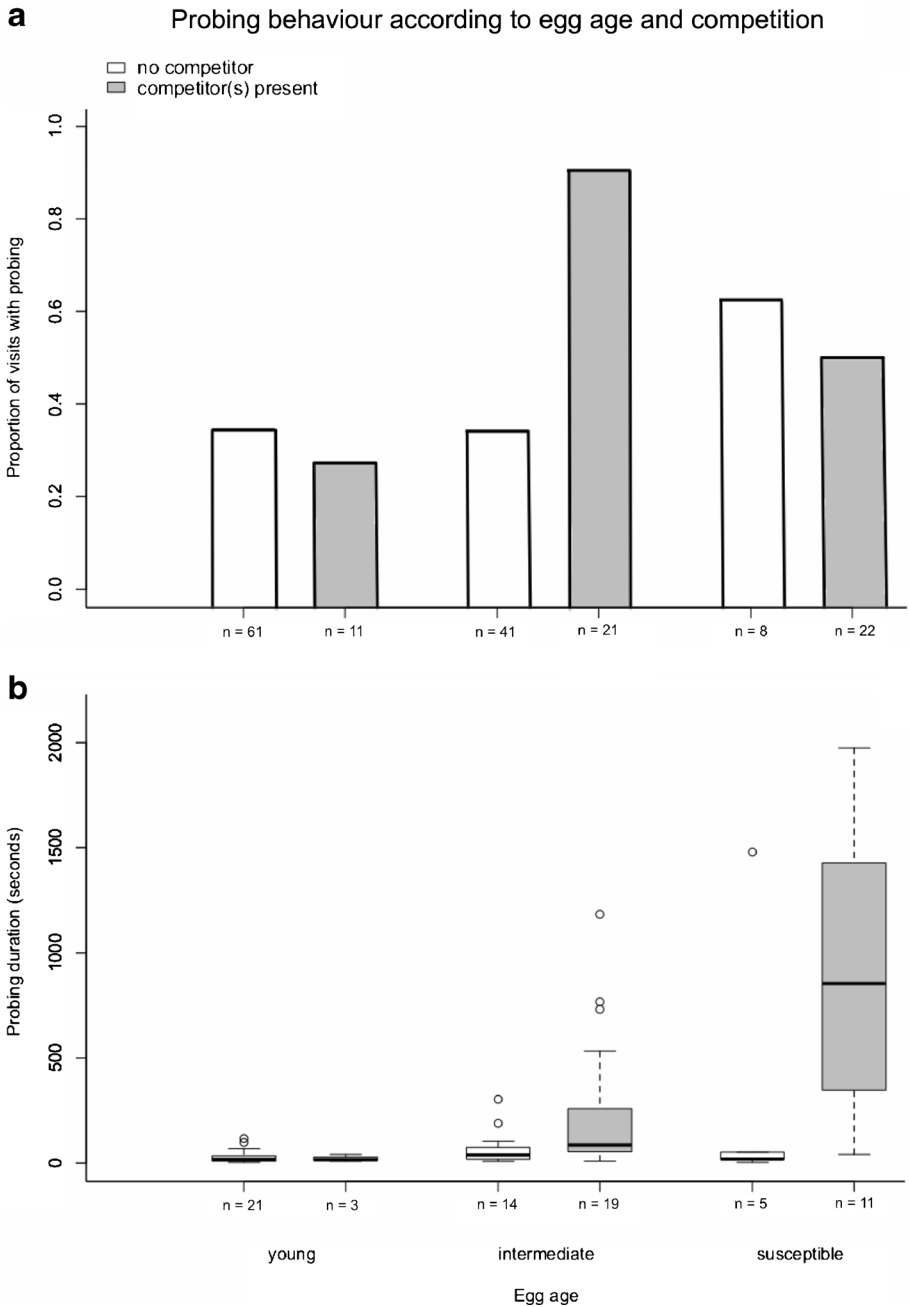 a
Probing behaviour according to egg age and competition
no competitor
competitor(s) present
Proportion of visits with probing
1.0
0.8
0.6
0.4
0.2
0.0
n = 61 n = 11 n = 41 n = 21 n = 8 n = 22
b
Probing duration (seconds)
2000
1500
1000
500
0
n = 21 n = 3 n = 14 n = 19 n = 5 n = 11
young intermediate susceptible
Egg age